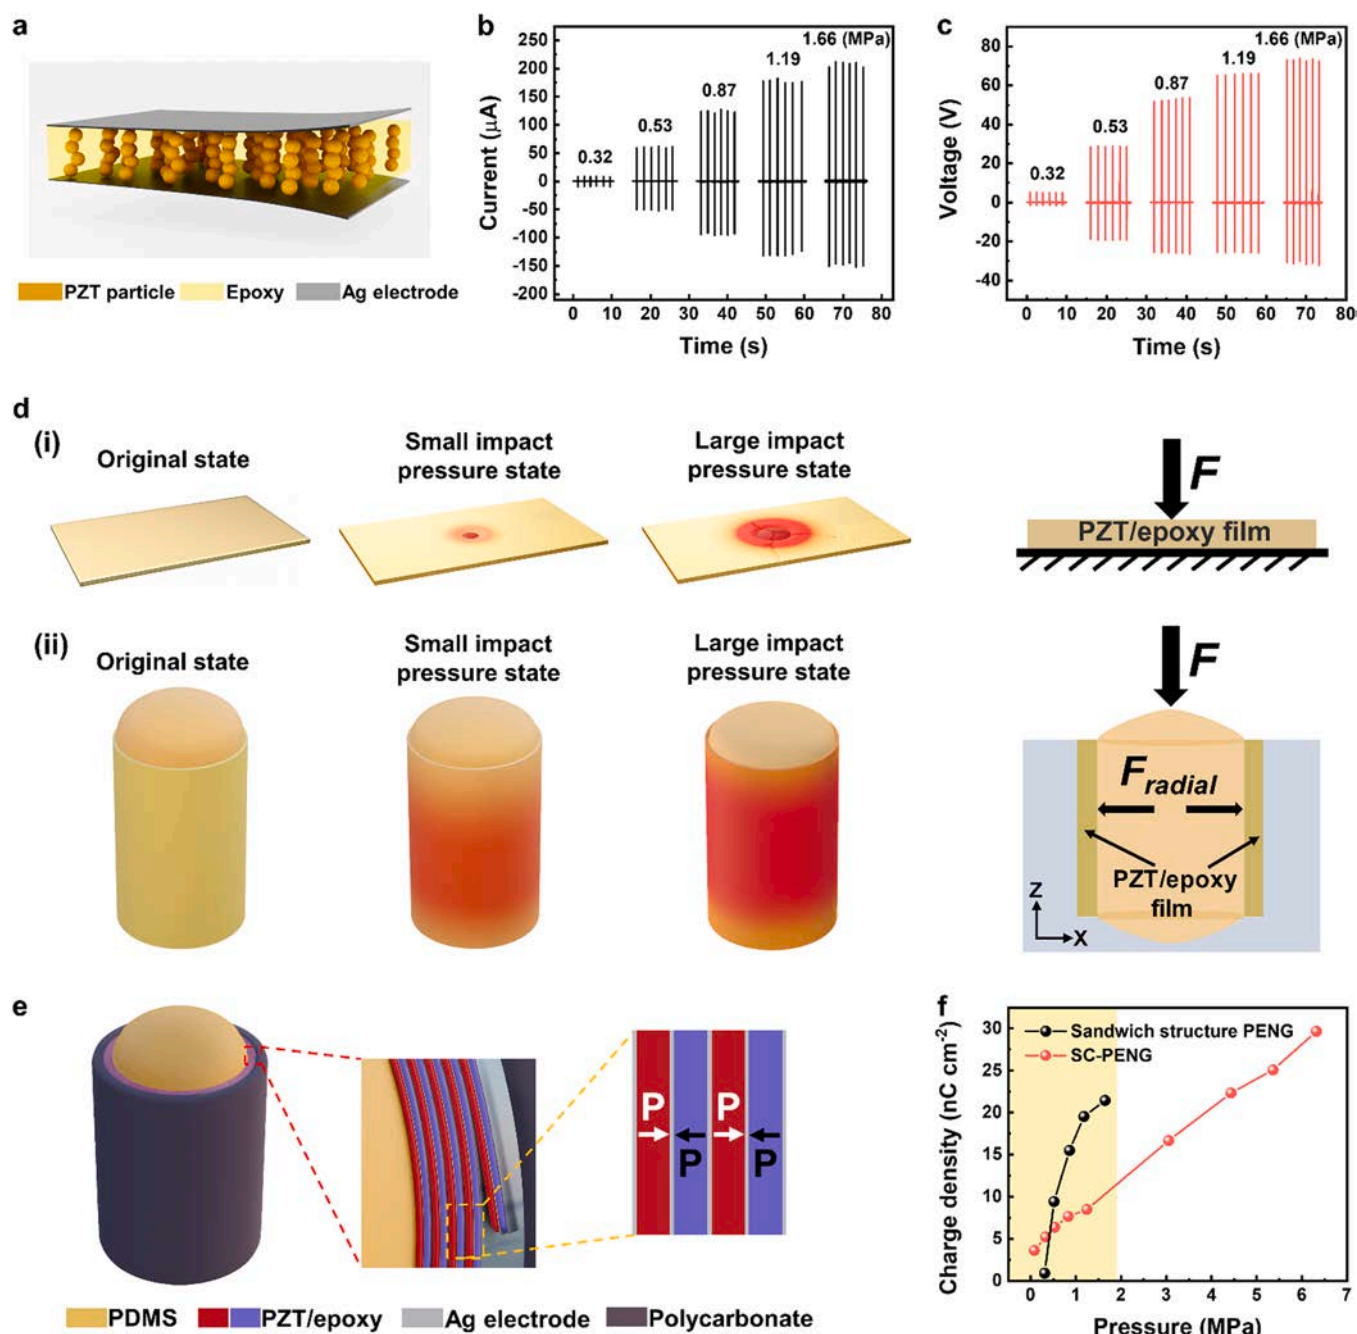 a
PZT particle Epoxy Ag electrode
b
Current (μA)
250
200
150
100
50
0
-50
-100
-150
-200
0.32
0.53
0.87
1.19
1.66 (MPa)
0 10 20 30 40 50 60 70 80
Time (s)
c
Voltage (V)
80
60
40
20
0
-20
-40
0.32
0.53
0.87
1.19
1.66 (MPa)
0 10 20 30 40 50 60 70
Time (s)
d
(i)
Original state
Small impact
pressure state
Large impact
pressure state
F
PZT/epoxy film
(ii)
Original state
Small impact
pressure state
Large impact
pressure state
F
F radial
PZT/epoxy
film
Z
X
e
P P
P P
PDMS PZT/epoxy Ag electrode Polycarbonate
f
Charge density (nC cm-2)
30
25
20
15
10
5
0
Sandwich structure PENG
SC-PENG
0 1 2 3 4 5 6 7
Pressure (MPa)